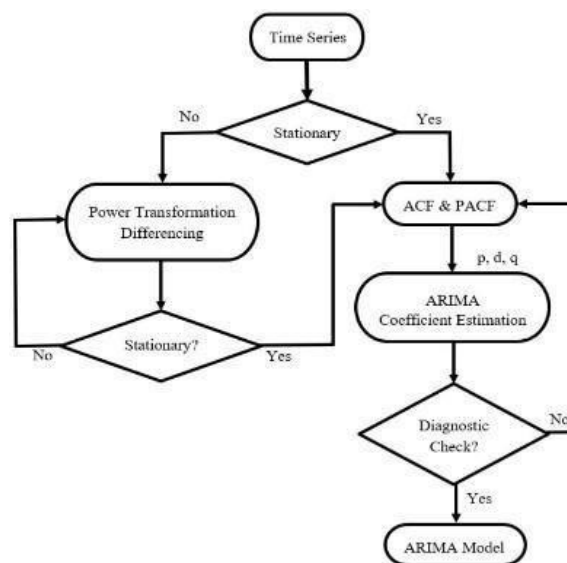 Time Series
No
Yes
Stationary
Power Transformation
Differencing
ACF & PACF
p, d, q
ARIMA
Coefficient Estimation
No
Stationary?
Yes
Diagnostic
Check?
No
Yes
ARIMA Model